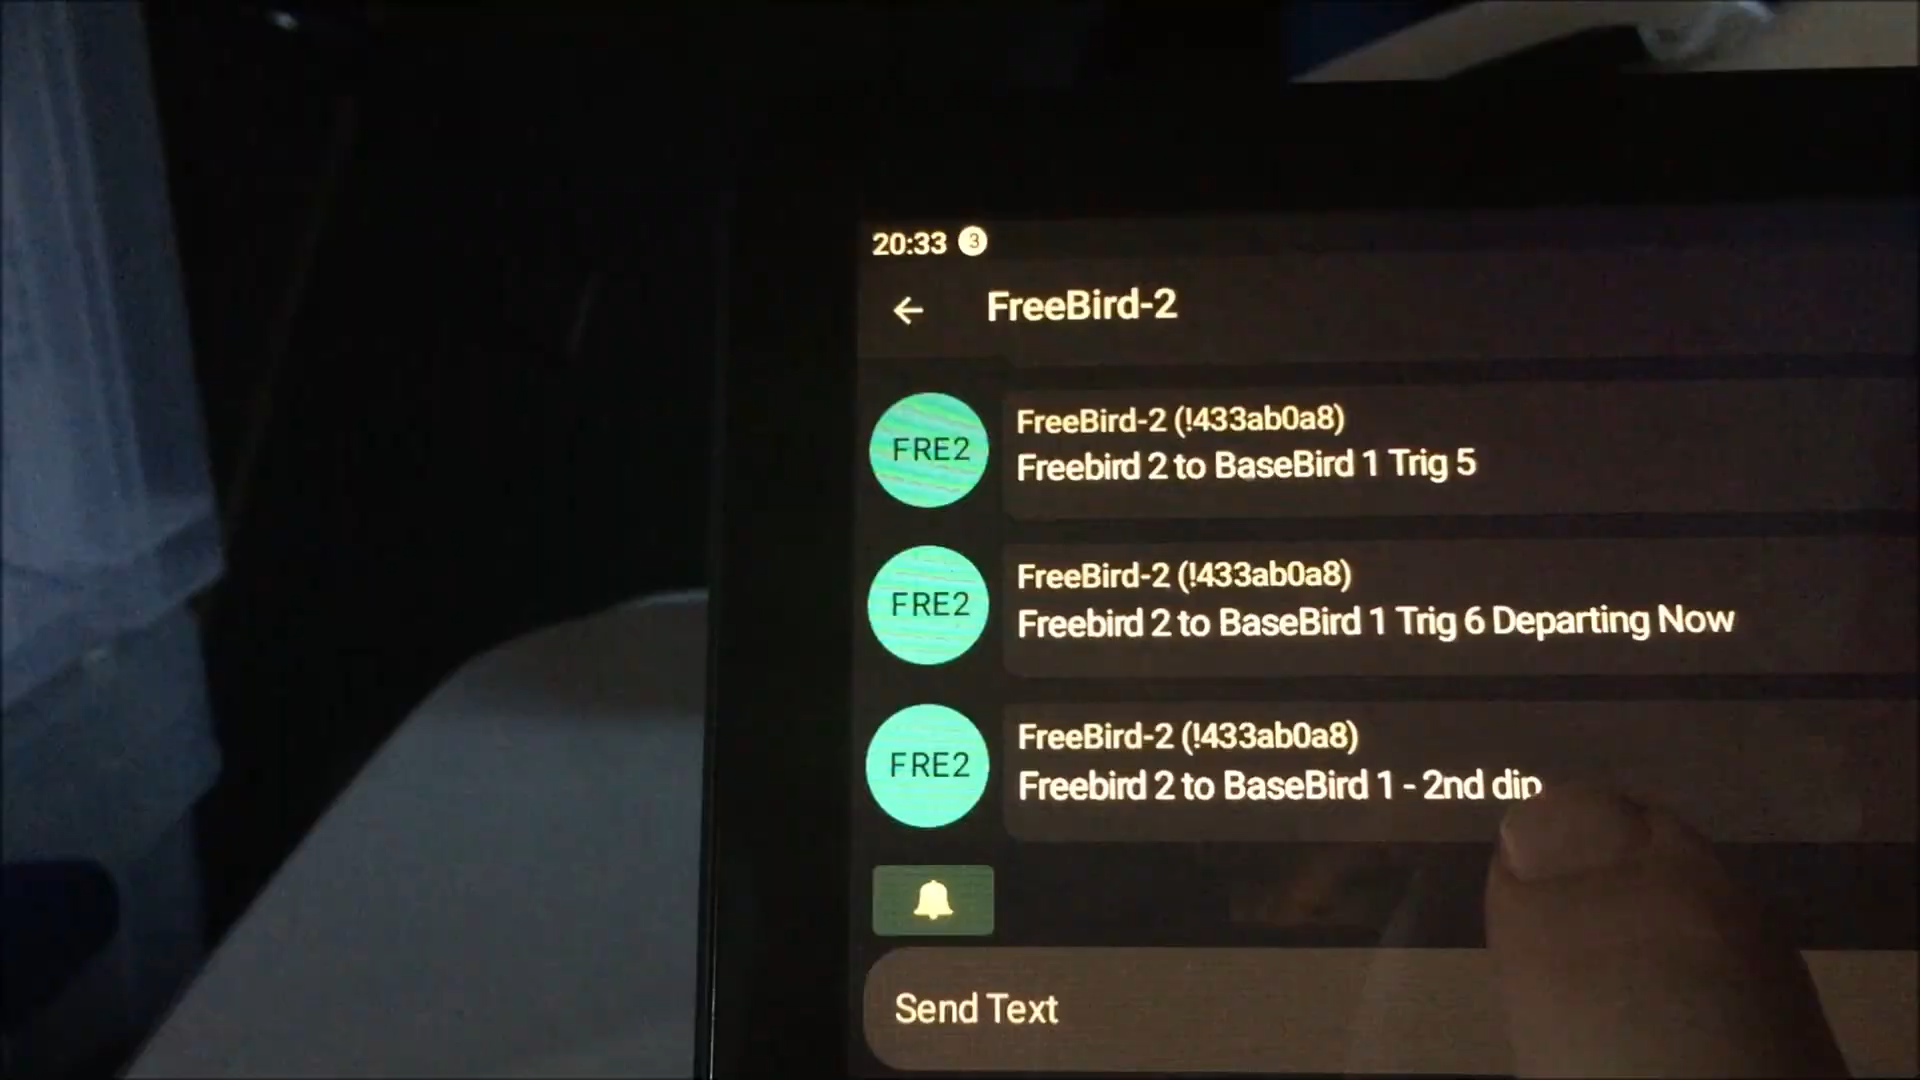 20:33 3
FreeBird-2
FRE2
FreeBird-2 (!433ab0a8)
Freebird 2 to BaseBird 1 Trig 5
FRE2
FreeBird-2 (!433ab0a8)
Freebird 2 to BaseBird 1 Trig 6 Departing Now
FRE2
FreeBird-2 (!433ab0a8)
Freebird 2 to BaseBird 1 - 2nd dip
Send Text